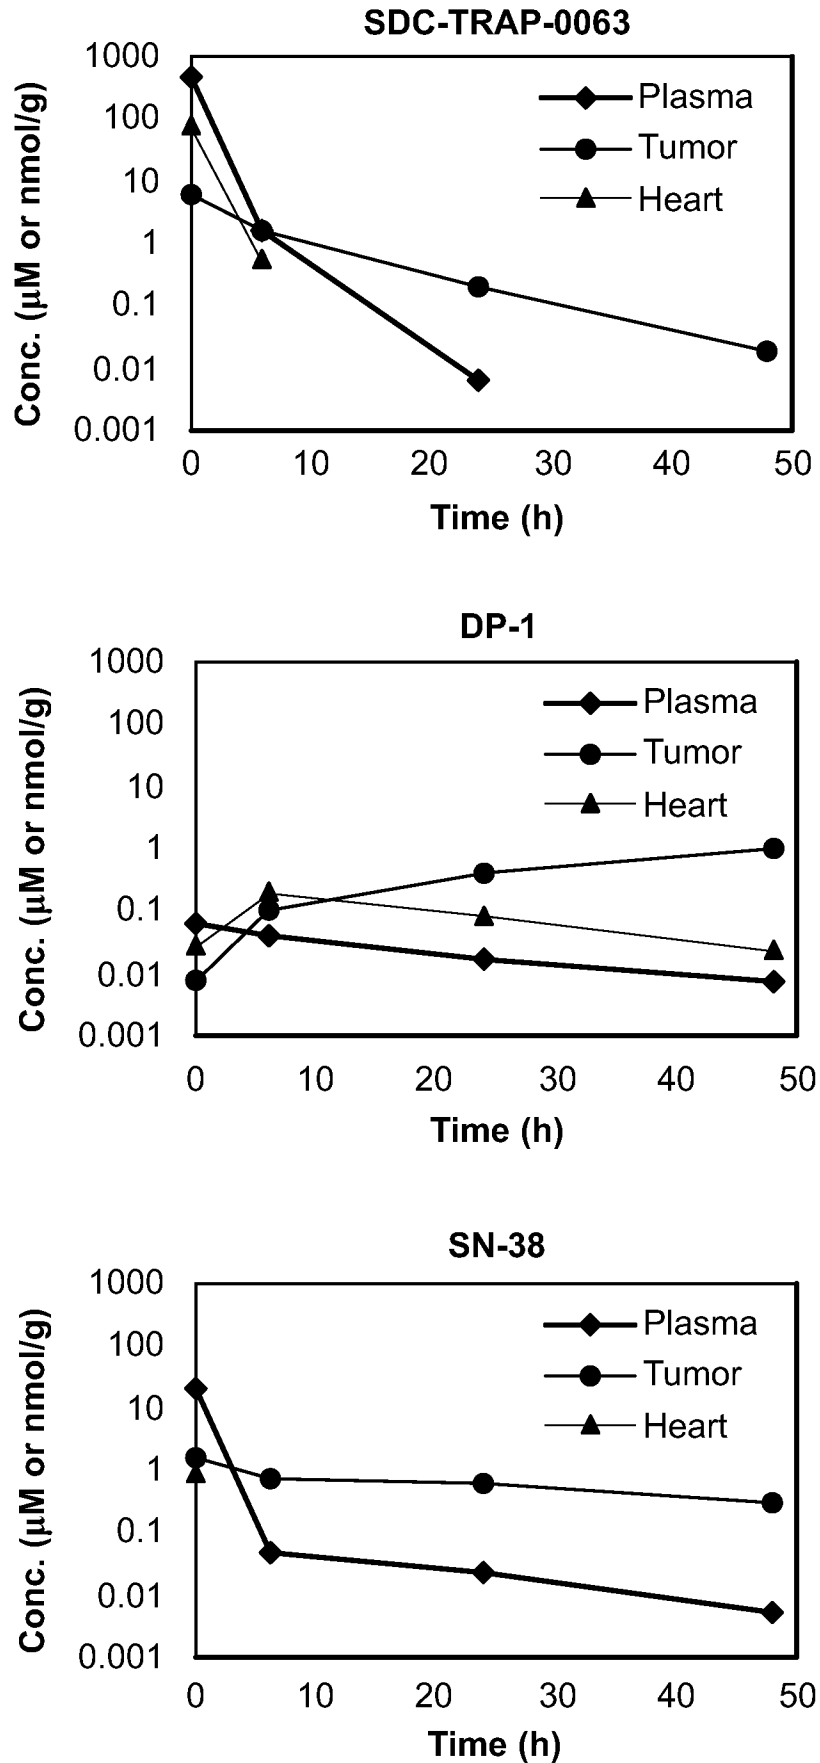 SDC-TRAP-0063
Conc. (μM or nmol/g)
1000
100
10
1
0.1
0.01
0.001
Plasma
Tumor
Heart
0 10 20 30 40 50
Time (h)
DP-1
Conc. (μM or nmol/g)
1000
100
10
1
0.1
0.01
0.001
Plasma
Tumor
Heart
0 10 20 30 40 50
Time (h)
SN-38
Conc. (μM or nmol/g)
1000
100
10
1
0.1
0.01
0.001
Plasma
Tumor
Heart
0 10 20 30 40 50
Time (h)